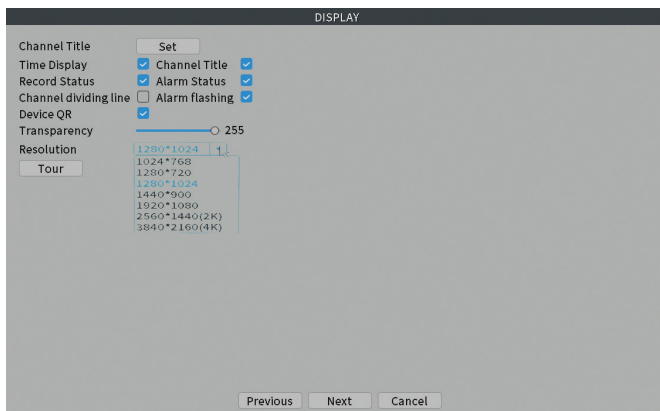 DISPLAY
Channel Title Set
Time Display Channel Title
Record Status Alarm Status
Channel dividing line Alarm flashing
Device QR
Transparency 255
Resolution 1280*1024
Tour
1024*768
1280*720
1280*1024
1440*900
1920*1080
2560*1440(2K)
3840*2160(4K)
Previous Next Cancel